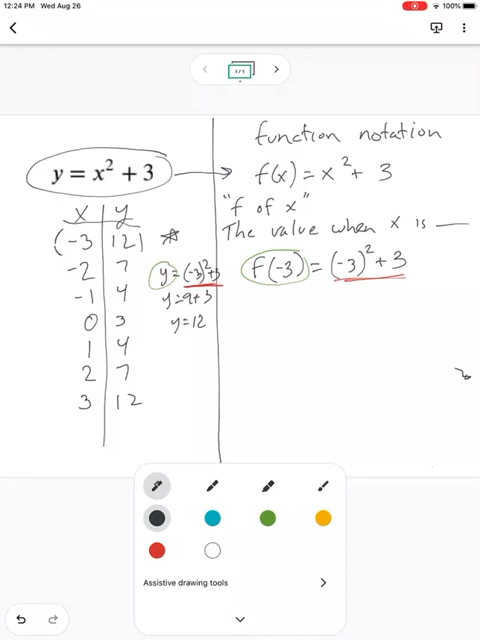 12:24 PM Wed Aug 26
100%
1/1
y = x² + 3
function notation
f(x) = x² + 3
"f of x"
The value when x is —
f(-3) = (-3)² + 3
x y
(-3 12) *
-2 7
-1 4
0 3
1 4
2 7
3 12
y = (-3)² + 3
y = 9 + 3
y = 12
Assistive drawing tools